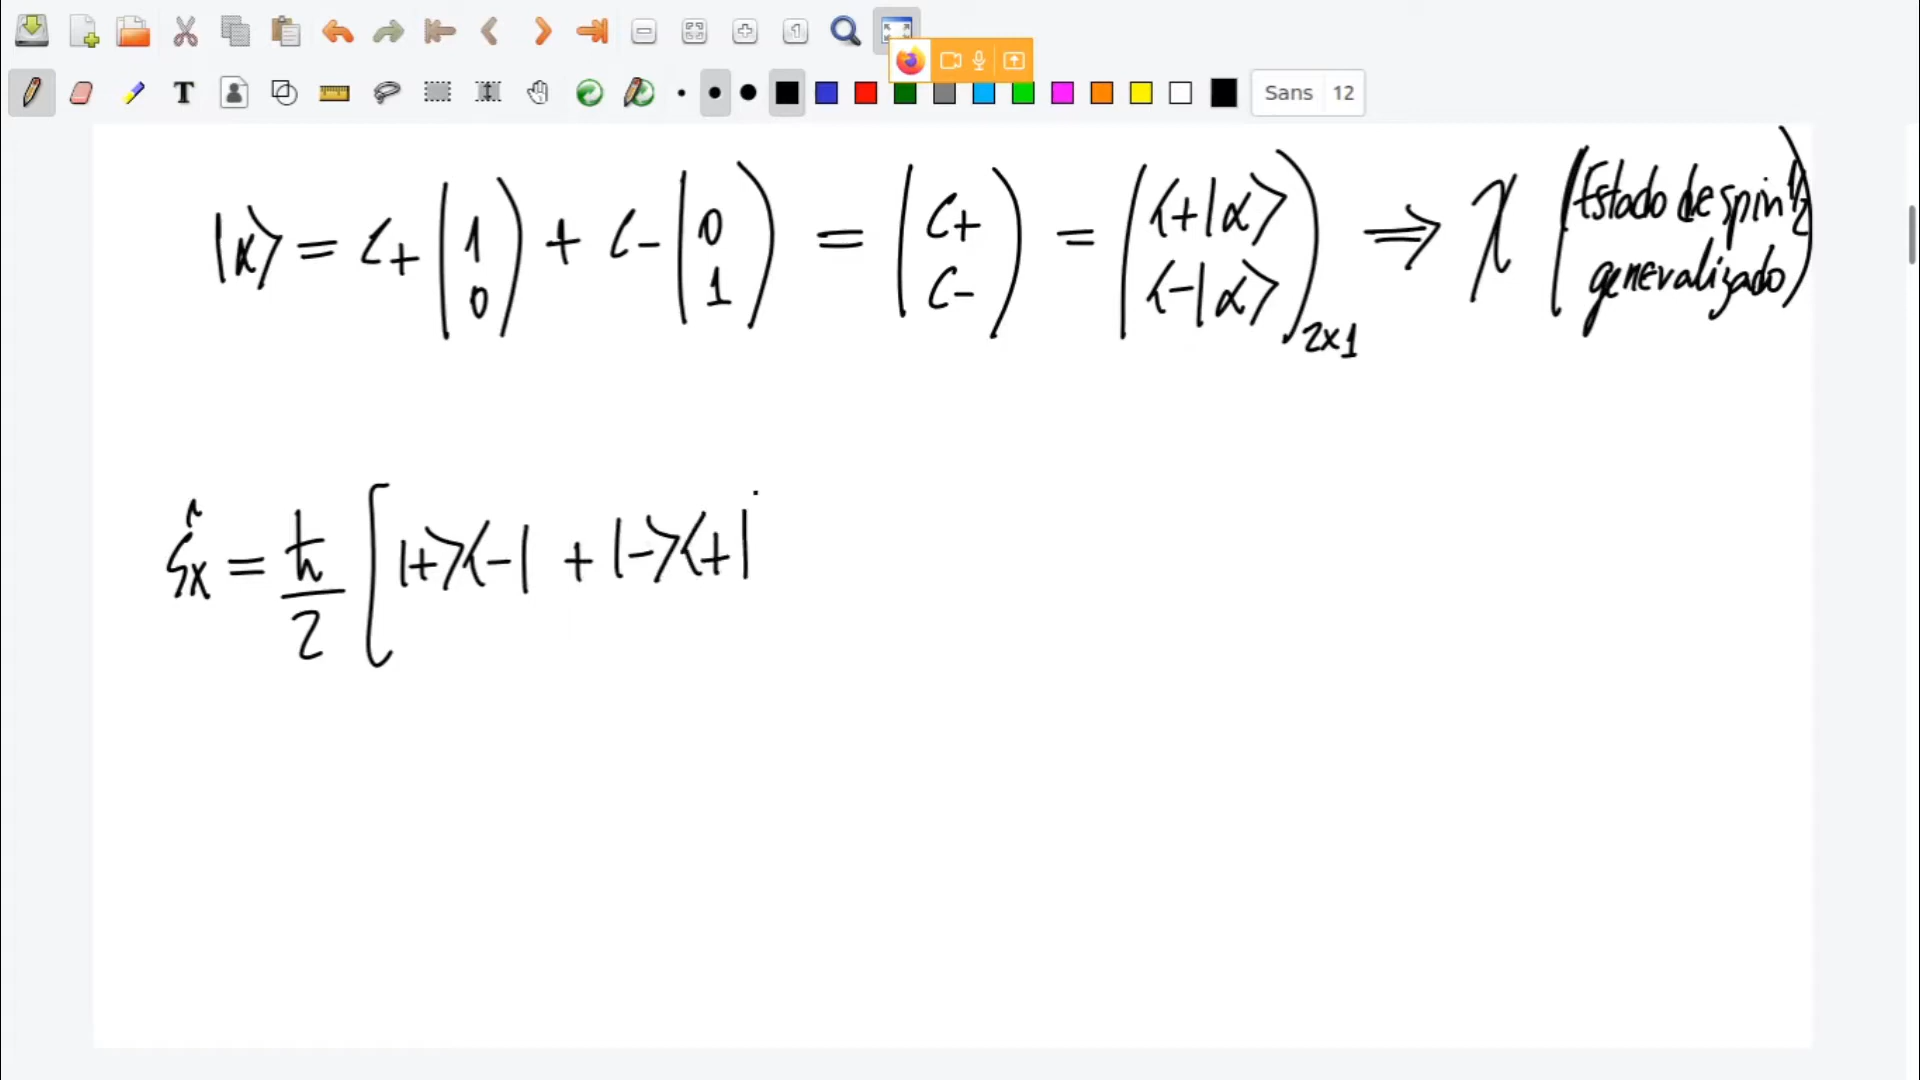 T Sans 12
|α⟩ = C+ (1 0) + C- (0 1) = (C+ C-) = (⟨+|α⟩ ⟨-|α⟩)2x1 ⇒ χ (Estado de spin 1/2 generalizado)
Ŝx = ħ/2 [|+⟩⟨-| + |-⟩⟨+|